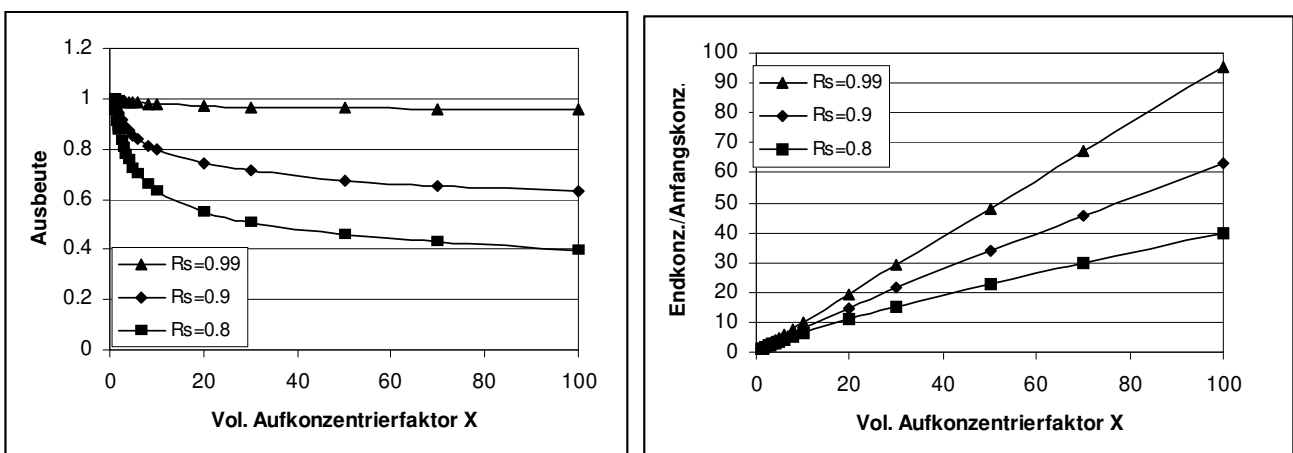 1.2
1
0.8
0.6
0.4
0.2
0
Ausbeute
Rs=0.99
Rs=0.9
Rs=0.8
0 20 40 60 80 100
Vol. Aufkonzentrierfaktor X
100
90
80
70
60
50
40
30
20
10
0
Endkonz./Anfangskonz.
Rs=0.99
Rs=0.9
Rs=0.8
0 20 40 60 80 100
Vol. Aufkonzentrierfaktor X